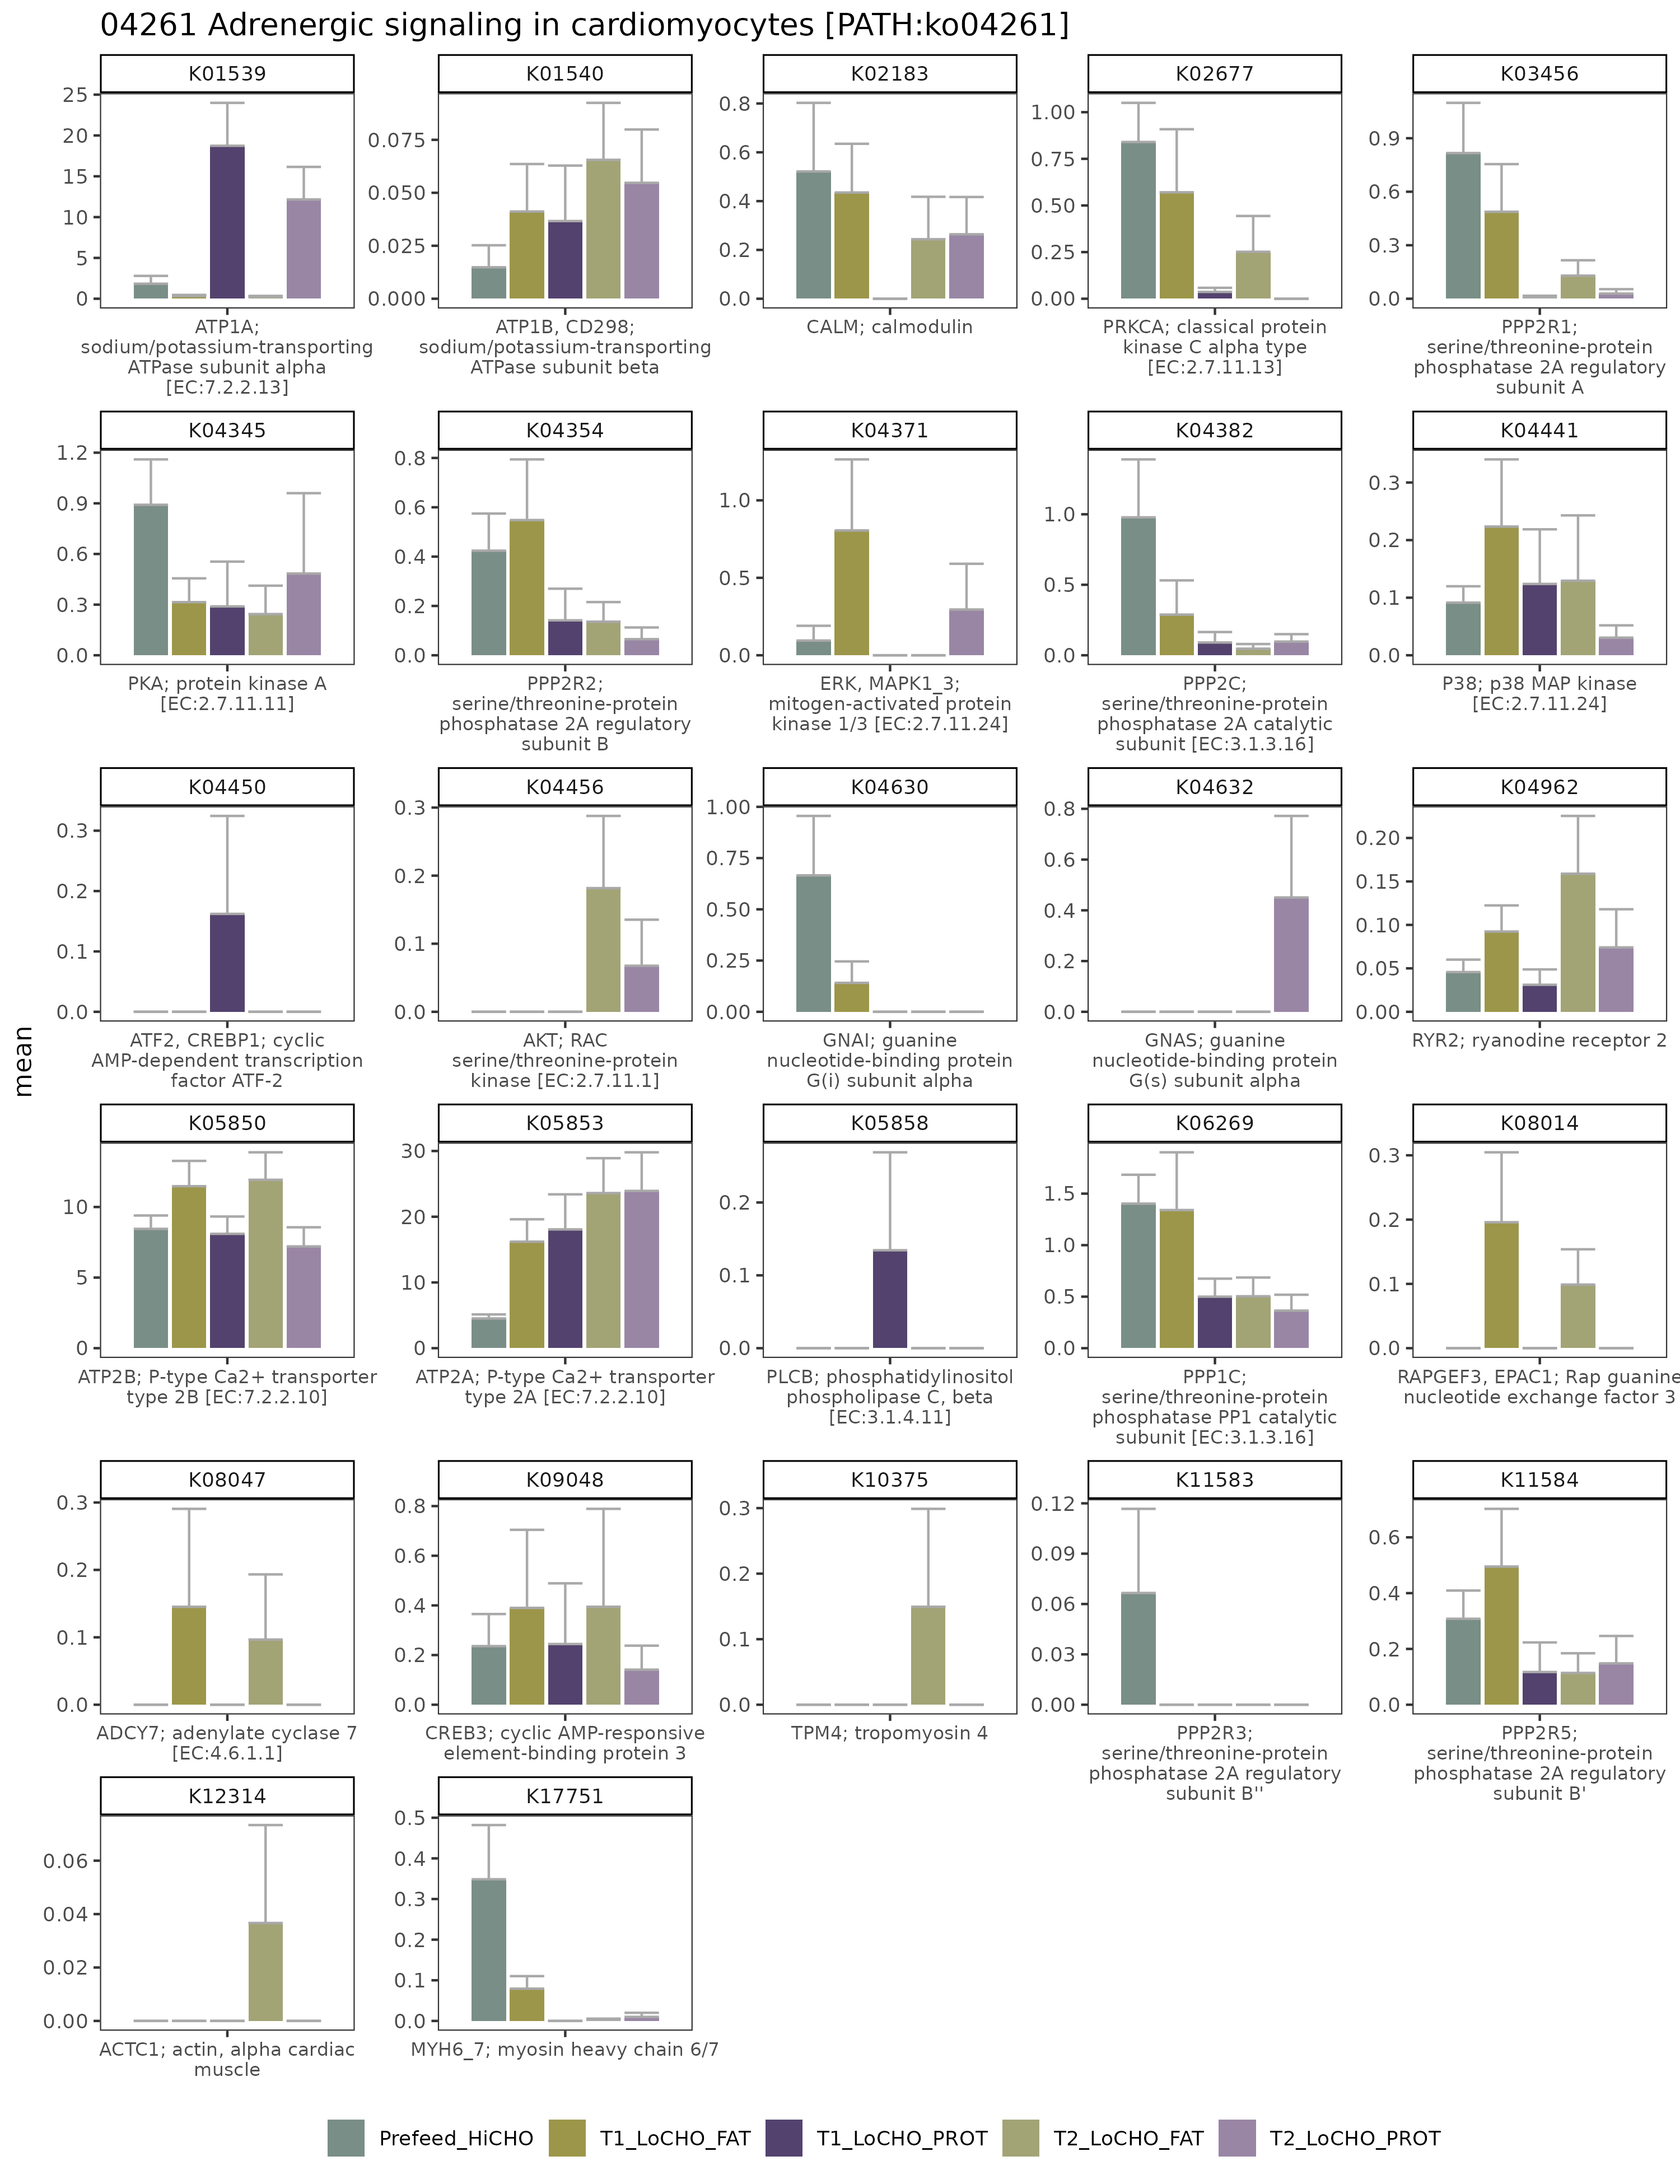 04261 Adrenergic signaling in cardiomyocytes [PATH:ko04261]
mean
K01539
25
20
15
10
5
0
ATP1A;
sodium/potassium-transporting
ATPase subunit alpha
[EC:7.2.2.13]
K01540
0.075
0.050
0.025
0.000
ATP1B, CD298;
sodium/potassium-transporting
ATPase subunit beta
K02183
0.8
0.6
0.4
0.2
0.0
CALM; calmodulin
K02677
1.00
0.75
0.50
0.25
0.00
PRKCA; classical protein
kinase C alpha type
[EC:2.7.11.13]
K03456
0.9
0.6
0.3
0.0
PPP2R1;
serine/threonine-protein
phosphatase 2A regulatory
subunit A
K04345
1.2
0.9
0.6
0.3
0.0
PKA; protein kinase A
[EC:2.7.11.11]
K04354
0.8
0.6
0.4
0.2
0.0
PPP2R2;
serine/threonine-protein
phosphatase 2A regulatory
subunit B
K04371
1.0
0.5
0.0
ERK, MAPK1_3;
mitogen-activated protein
kinase 1/3 [EC:2.7.11.24]
K04382
1.0
0.5
0.0
PPP2C;
serine/threonine-protein
phosphatase 2A catalytic
subunit [EC:3.1.3.16]
K04441
0.3
0.2
0.1
0.0
P38; p38 MAP kinase
[EC:2.7.11.24]
K04450
0.3
0.2
0.1
0.0
ATF2, CREBP1; cyclic
AMP-dependent transcription
factor ATF-2
K04456
0.3
0.2
0.1
0.0
AKT; RAC
serine/threonine-protein
kinase [EC:2.7.11.1]
K04630
1.00
0.75
0.50
0.25
0.00
GNAI; guanine
nucleotide-binding protein
G(i) subunit alpha
K04632
0.8
0.6
0.4
0.2
0.0
GNAS; guanine
nucleotide-binding protein
G(s) subunit alpha
K04962
0.20
0.15
0.10
0.05
0.00
RYR2; ryanodine receptor 2
K05850
10
5
0
ATP2B; P-type Ca2+ transporter
type 2B [EC:7.2.2.10]
K05853
30
20
10
0
ATP2A; P-type Ca2+ transporter
type 2A [EC:7.2.2.10]
K05858
0.2
0.1
0.0
PLCB; phosphatidylinositol
phospholipase C, beta
[EC:3.1.4.11]
K06269
1.5
1.0
0.5
0.0
PPP1C;
serine/threonine-protein
phosphatase PP1 catalytic
subunit [EC:3.1.3.16]
K08014
0.3
0.2
0.1
0.0
RAPGEF3, EPAC1; Rap guanine
nucleotide exchange factor 3
K08047
0.3
0.2
0.1
0.0
ADCY7; adenylate cyclase 7
[EC:4.6.1.1]
K09048
0.8
0.6
0.4
0.2
0.0
CREB3; cyclic AMP-responsive
element-binding protein 3
K10375
0.3
0.2
0.1
0.0
TPM4; tropomyosin 4
K11583
0.12
0.09
0.06
0.03
0.00
PPP2R3;
serine/threonine-protein
phosphatase 2A regulatory
subunit B''
K11584
0.6
0.4
0.2
0.0
PPP2R5;
serine/threonine-protein
phosphatase 2A regulatory
subunit B'
K12314
0.06
0.04
0.02
0.00
ACTC1; actin, alpha cardiac
muscle
K17751
0.5
0.4
0.3
0.2
0.1
0.0
MYH6_7; myosin heavy chain 6/7
Prefeed_HiCHO T1_LoCHO_FAT T1_LoCHO_PROT T2_LoCHO_FAT T2_LoCHO_PROT